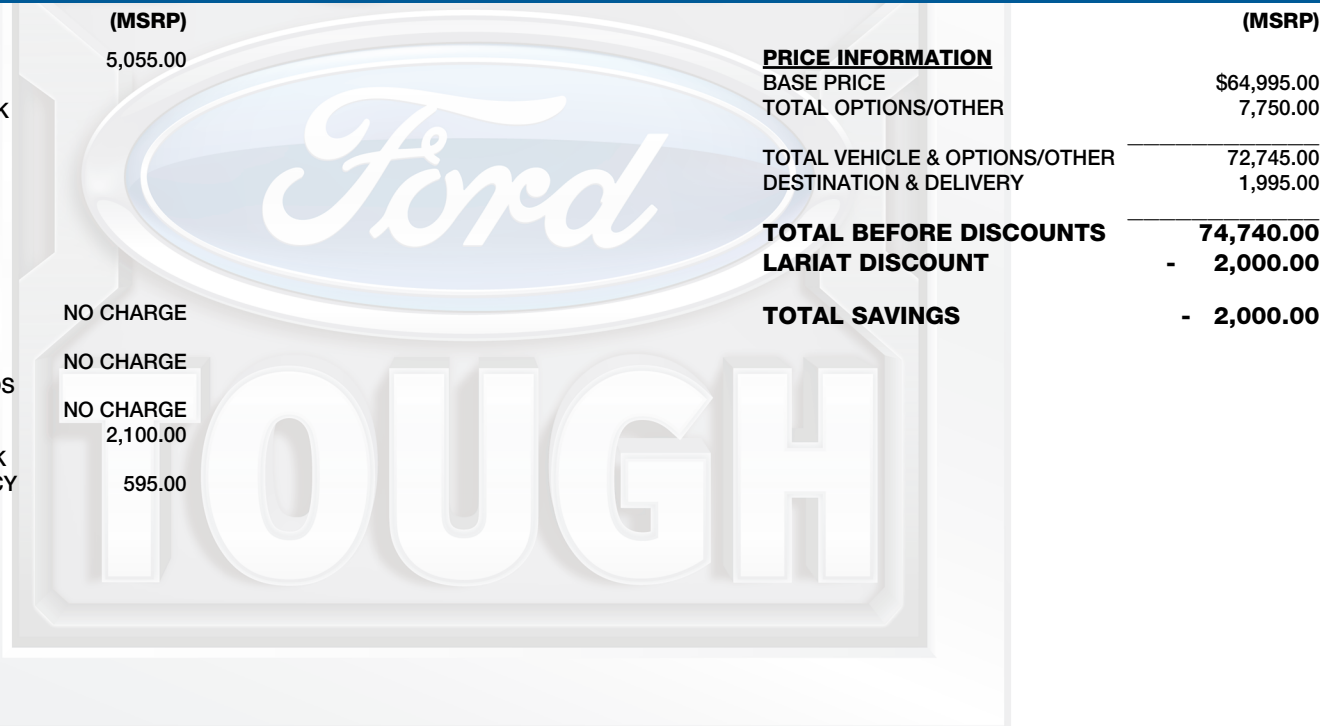 (MSRP)
5,055.00
K
NO CHARGE
NO CHARGE
OS
NO CHARGE
2,100.00
K
CY 595.00
(MSRP)
PRICE INFORMATION
BASE PRICE $64,995.00
TOTAL OPTIONS/OTHER 7,750.00
TOTAL VEHICLE & OPTIONS/OTHER 72,745.00
DESTINATION & DELIVERY 1,995.00
TOTAL BEFORE DISCOUNTS 74,740.00
LARIAT DISCOUNT - 2,000.00
TOTAL SAVINGS - 2,000.00
Ford
TOUGH